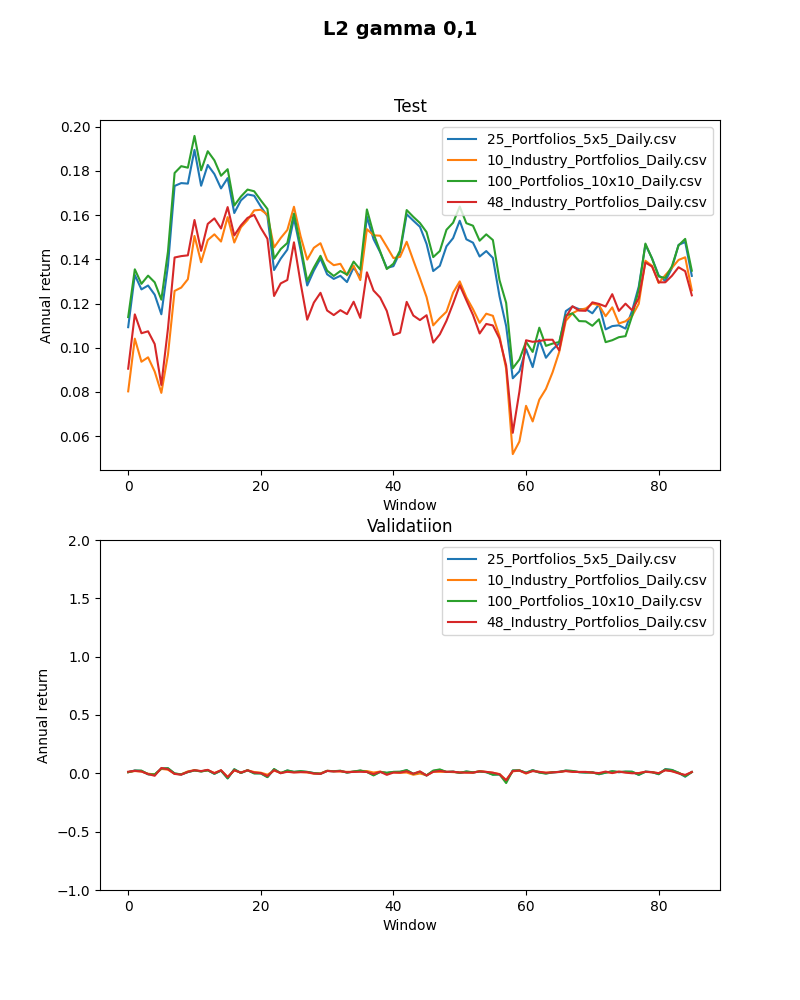 L2 gamma 0,1
Test
25_Portfolios_5x5_Daily.csv
10_Industry_Portfolios_Daily.csv
100_Portfolios_10x10_Daily.csv
48_Industry_Portfolios_Daily.csv
Annual return
0.20
0.18
0.16
0.14
0.12
0.10
0.08
0.06
0 20 40 60 80
Window
Validatiion
25_Portfolios_5x5_Daily.csv
10_Industry_Portfolios_Daily.csv
100_Portfolios_10x10_Daily.csv
48_Industry_Portfolios_Daily.csv
Annual return
2.0
1.5
1.0
0.5
0.0
−0.5
−1.0
0 20 40 60 80
Window